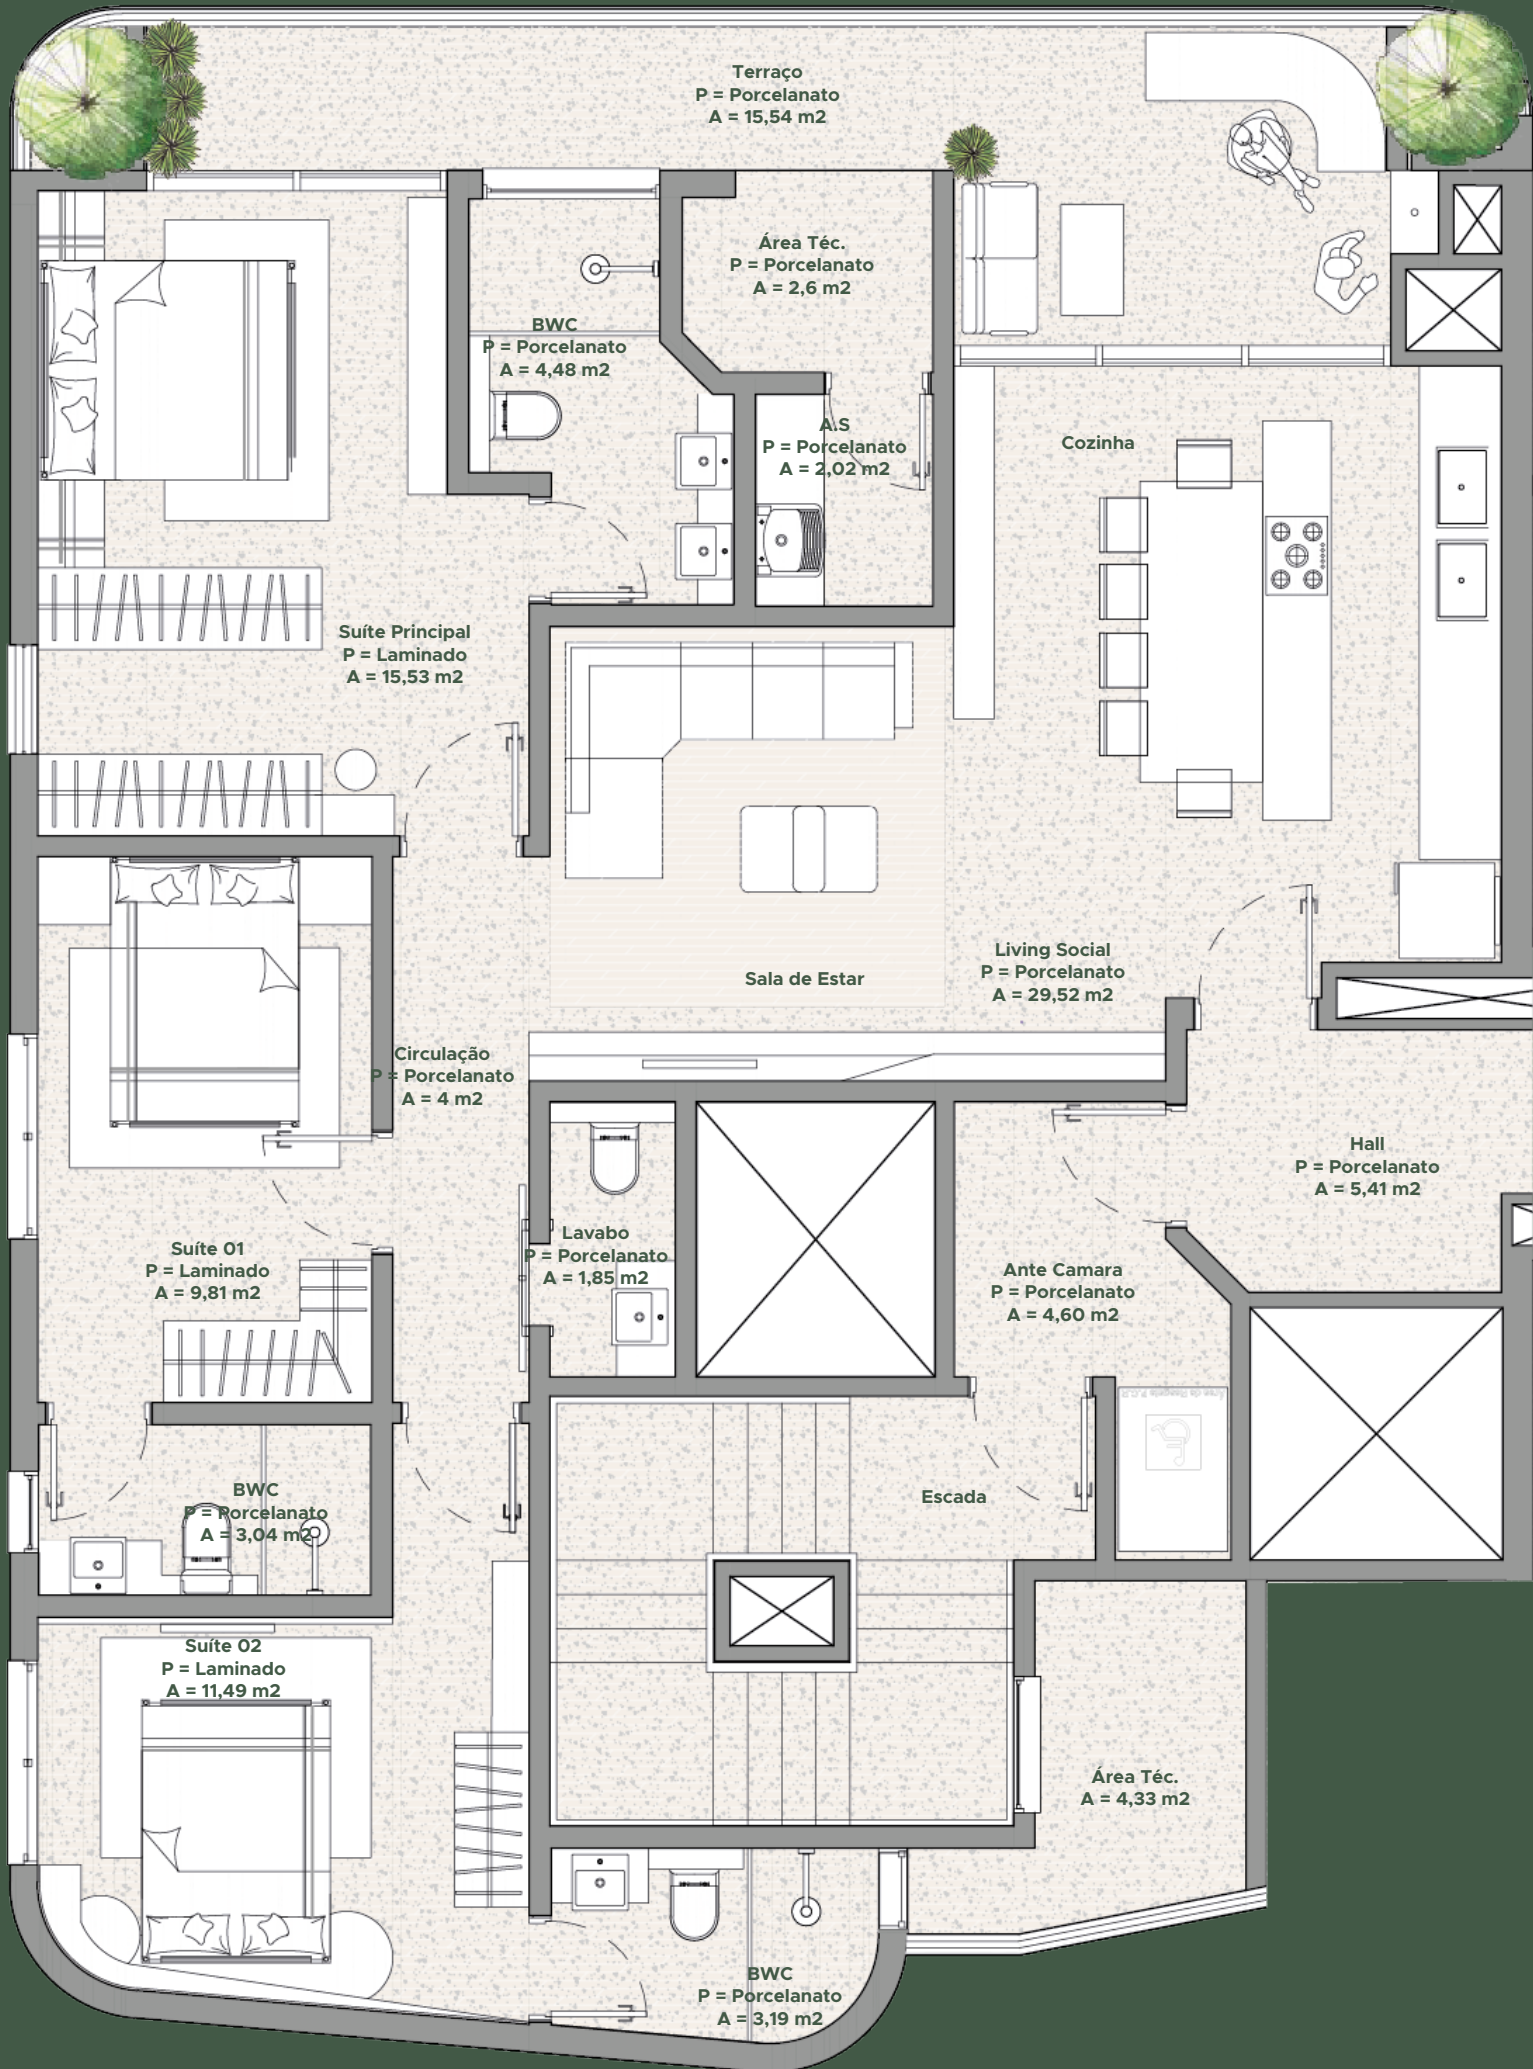 Terraço
P = Porcelanato
A = 15,54 m2
Área Téc.
P = Porcelanato
A = 2,6 m2
BWC
P = Porcelanato
A = 4,48 m2
A.S
P = Porcelanato
A = 2,02 m2
Cozinha
Suíte Principal
P = Laminado
A = 15,53 m2
Living Social
P = Porcelanato
A = 29,52 m2
Sala de Estar
Circulação
P = Porcelanato
A = 4 m2
Hall
P = Porcelanato
A = 5,41 m2
Lavabo
P = Porcelanato
A = 1,85 m2
Suíte 01
P = Laminado
A = 9,81 m2
Ante Camara
P = Porcelanato
A = 4,60 m2
BWC
P = Porcelanato
A = 3,04 m2
Escada
Suíte 02
P = Laminado
A = 11,49 m2
Área Téc.
A = 4,33 m2
BWC
P = Porcelanato
A = 3,19 m2